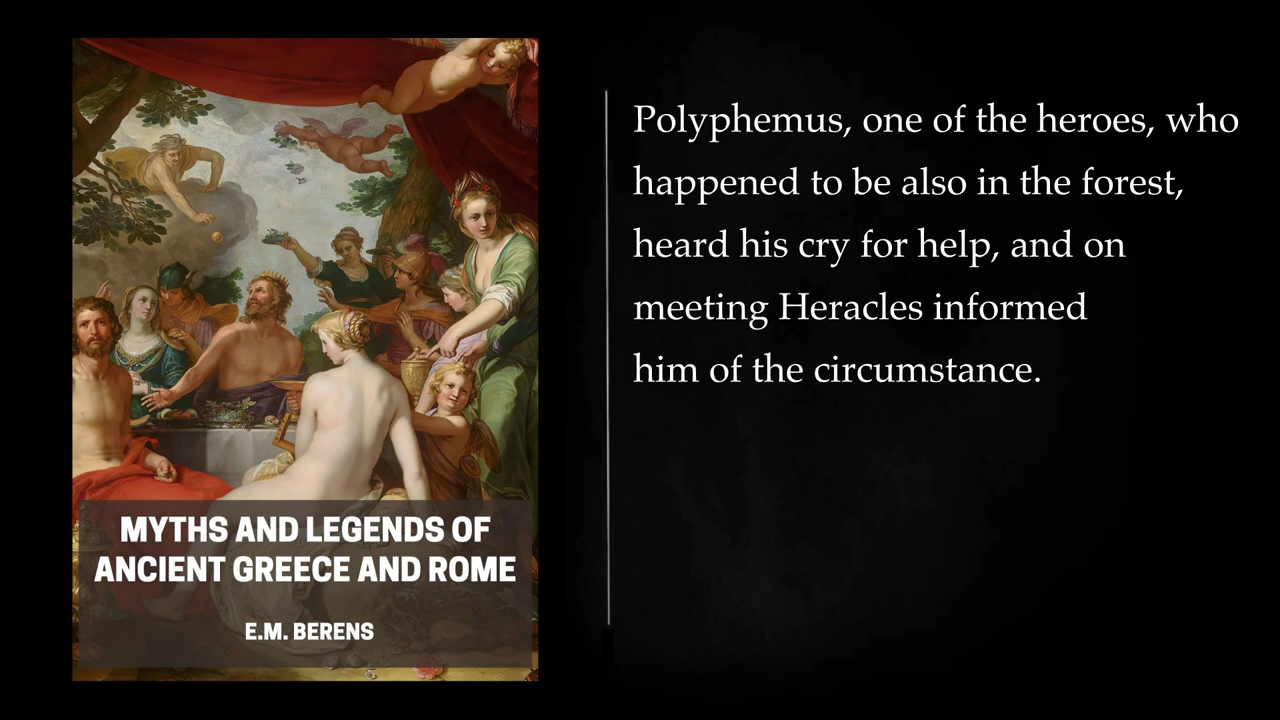 MYTHS AND LEGENDS OF
ANCIENT GREECE AND ROME
E.M. BERENS
Polyphemus, one of the heroes, who
happened to be also in the forest,
heard his cry for help, and on
meeting Heracles informed
him of the circumstance.